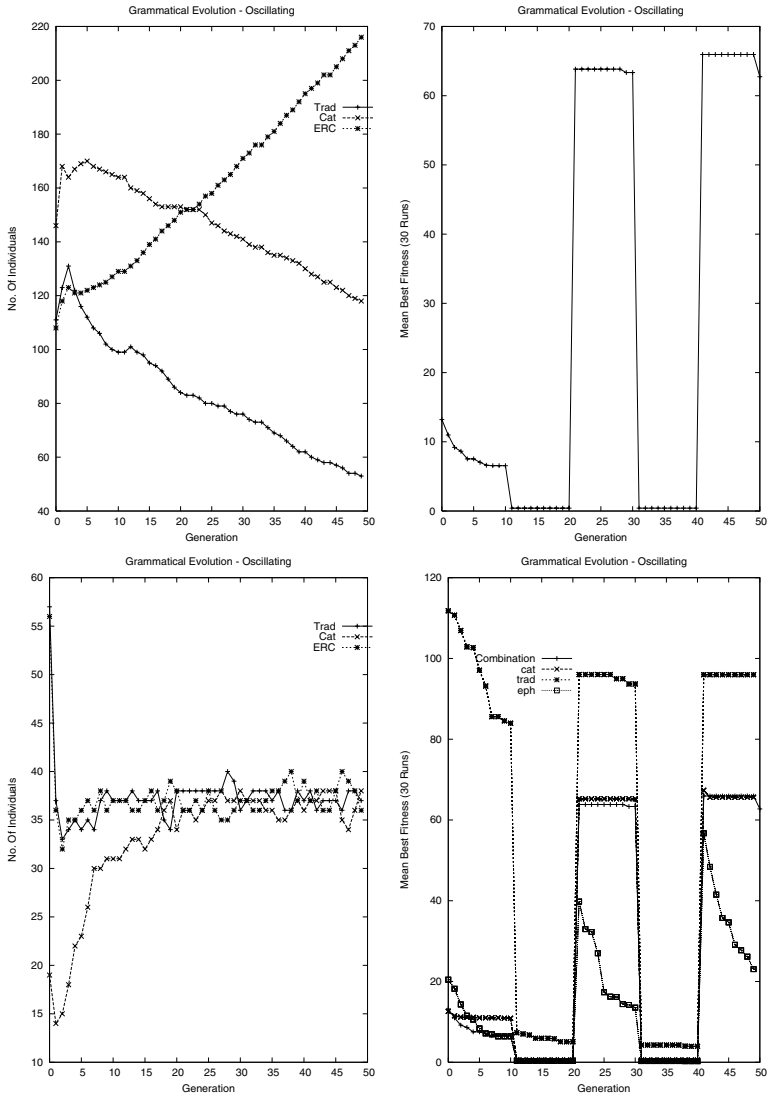 Grammatical Evolution - Oscillating
220
200
180
160
140
120
100
80
60
40
No. Of Individuals
Trad
Cat
ERC
0 5 10 15 20 25 30 35 40 45 50
Generation
Grammatical Evolution - Oscillating
70
60
50
40
30
20
10
0
Mean Best Fitness (30 Runs)
0 5 10 15 20 25 30 35 40 45 50
Generation
Grammatical Evolution - Oscillating
60
55
50
45
40
35
30
25
20
15
10
No. Of Individuals
Trad
Cat
ERC
0 5 10 15 20 25 30 35 40 45 50
Generation
Grammatical Evolution - Oscillating
120
100
80
60
40
20
0
Mean Best Fitness (30 Runs)
Combination
cat
trad
eph
0 5 10 15 20 25 30 35 40 45 50
Generation